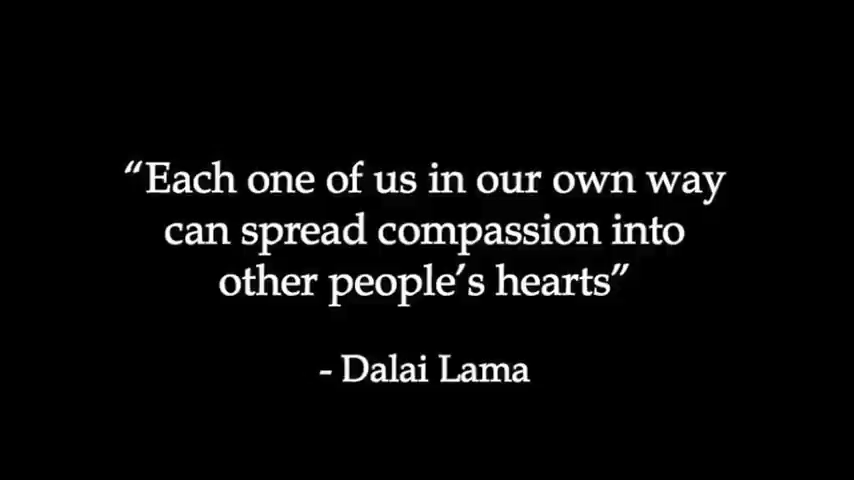 “Each one of us in our own way
can spread compassion into
other people’s hearts”
- Dalai Lama